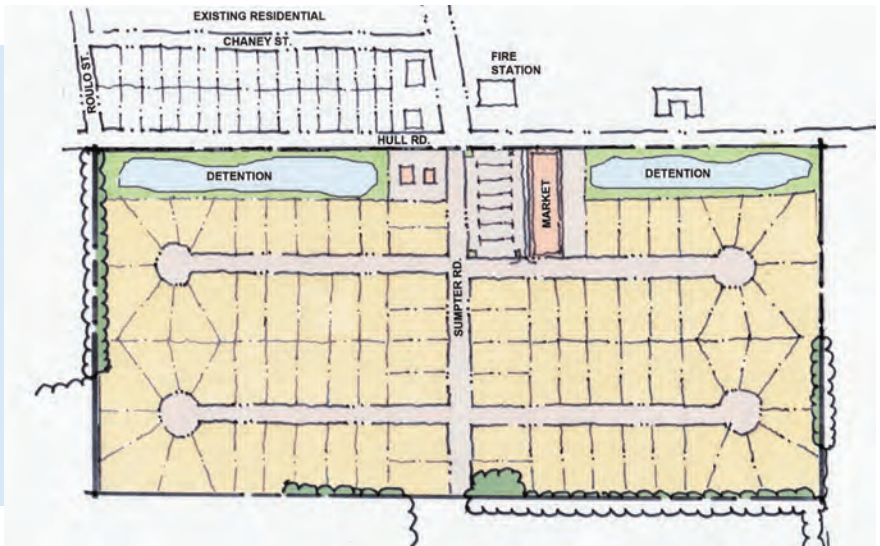 EXISTING RESIDENTIAL
CHANEY ST.
ROULO ST.
FIRE
STATION
HULL RD.
DETENTION
MARKET
DETENTION
SUMPTER RD.